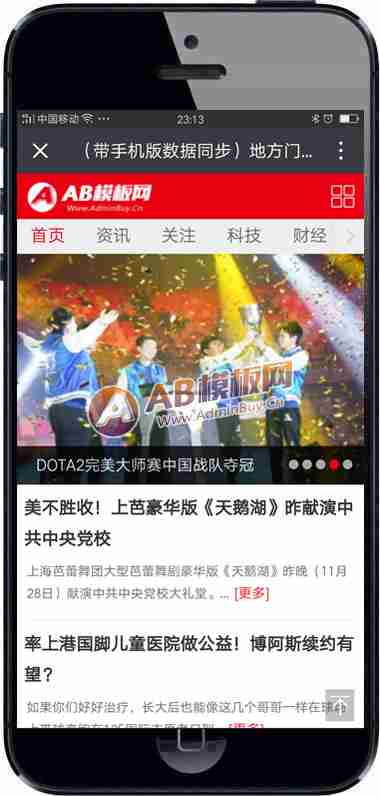 中国移动
23:13
（带手机版数据同步）地方门...
AB模板网
Www.AdminBuy.Cn
首页 资讯 关注 科技 财经
AB模板网
Www.AdminBuy.Cn
DOTA2完美大师赛中国战队夺冠
美不胜收！上芭豪华版《天鹅湖》昨献演中
共中央党校
上海芭蕾舞团大型芭蕾舞剧豪华版《天鹅湖》昨晚（11月
28日）献演中共中央党校大礼堂。... [更多]
率上港国脚儿童医院做公益！博阿斯续约有
望？
如果你们好好治疗，长大后也能像这几个哥哥一样在球